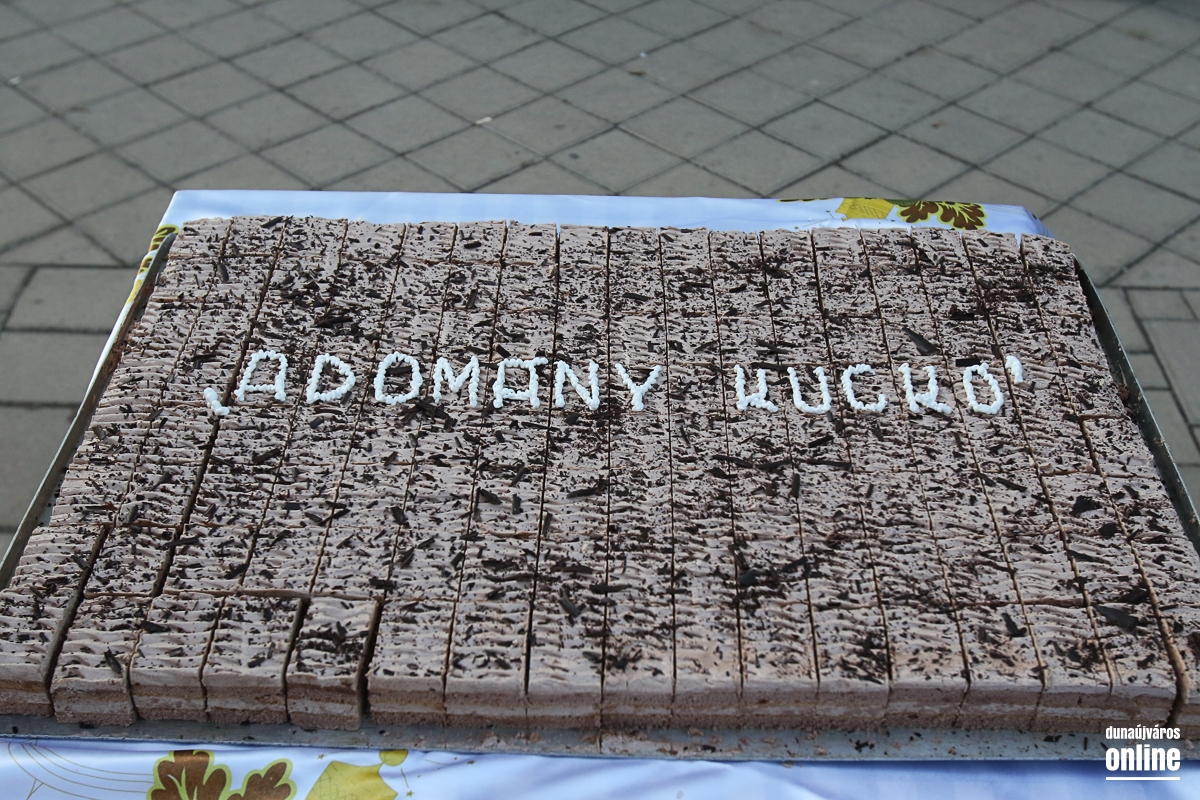 „ADOMÁNY KUCKÓ”
dunaújváros
online